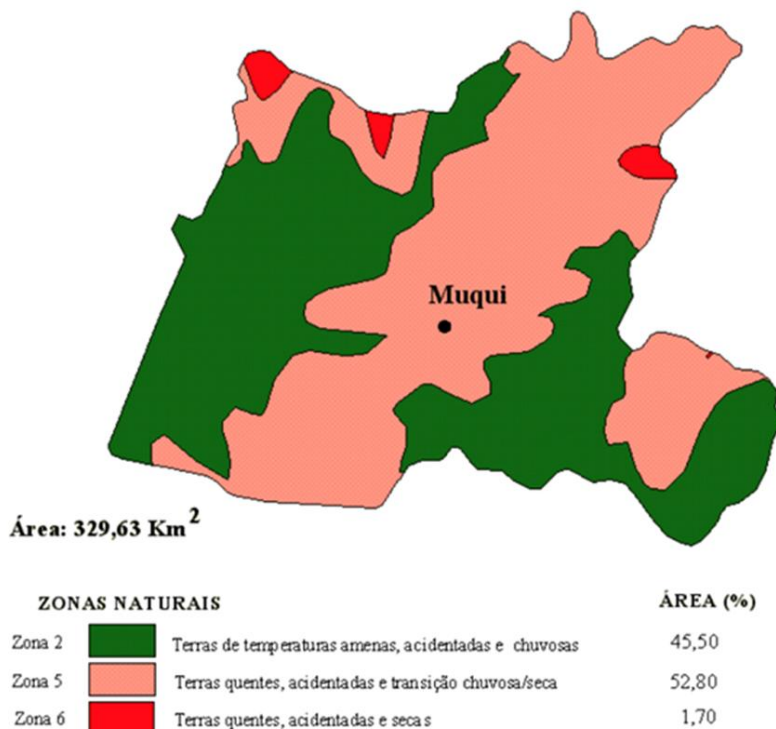 Muqui
Área: 329,63 Km2
ZONAS NATURAIS ÁREA (%)
Zona 2 Terras de temperaturas amenas, acidentadas e chuvosas 45,50
Zona 5 Terras quentes, acidentadas e transição chuvosa/seca 52,80
Zona 6 Terras quentes, acidentadas e secas 1,70